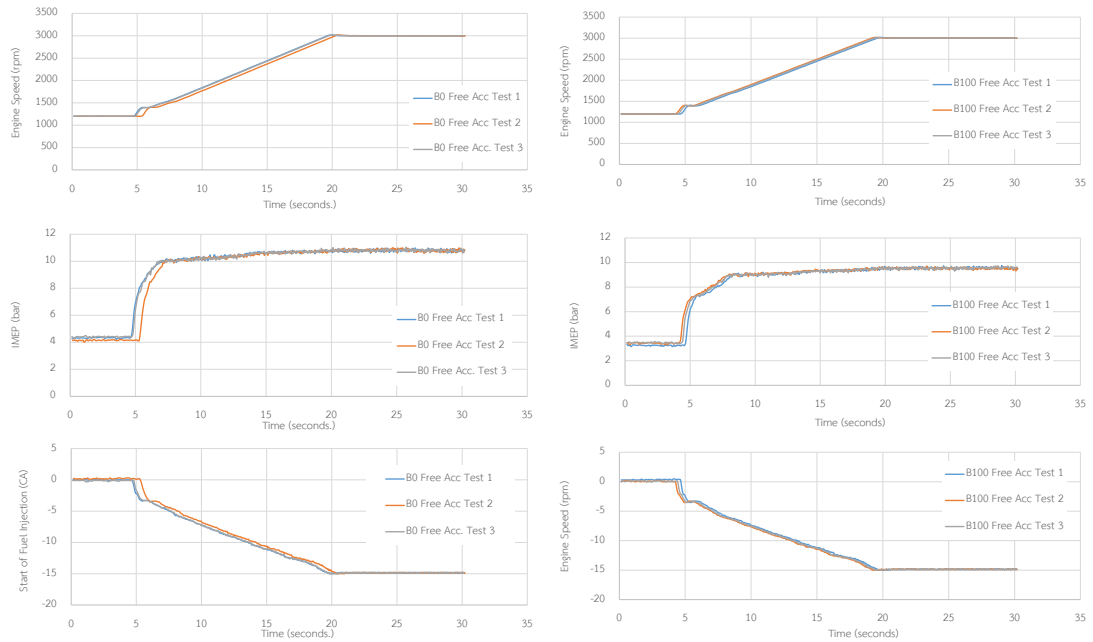 3500
3000
2500
2000
1500
1000
500
0
Engine Speed (rpm)
0 5 10 15 20 25 30 35
Time (seconds.)
B0 Free Acc Test 1
B0 Free Acc Test 2
B0 Free Acc. Test 3
3500
3000
2500
2000
1500
1000
500
0
Engine Speed (rpm)
0 5 10 15 20 25 30 35
Time (seconds)
B100 Free Acc Test 1
B100 Free Acc Test 2
B100 Free Acc Test 3
12
10
8
6
4
2
0
IMEP (bar)
0 5 10 15 20 25 30 35
Time (seconds.)
B0 Free Acc Test 1
B0 Free Acc Test 2
B0 Free Acc. Test 3
12
10
8
6
4
2
0
IMEP (bar)
0 5 10 15 20 25 30 35
Time (seconds)
B100 Free Acc Test 1
B100 Free Acc Test 2
B100 Free Acc Test 3
5
0
-5
-10
-15
-20
Start of Fuel Injection (CA)
0 5 10 15 20 25 30 35
Time (seconds.)
B0 Free Acc Test 1
B0 Free Acc Test 2
B0 Free Acc. Test 3
5
0
-5
-10
-15
-20
Engine Speed (rpm)
0 5 10 15 20 25 30 35
Time (seconds)
B100 Free Acc Test 1
B100 Free Acc Test 2
B100 Free Acc Test 3